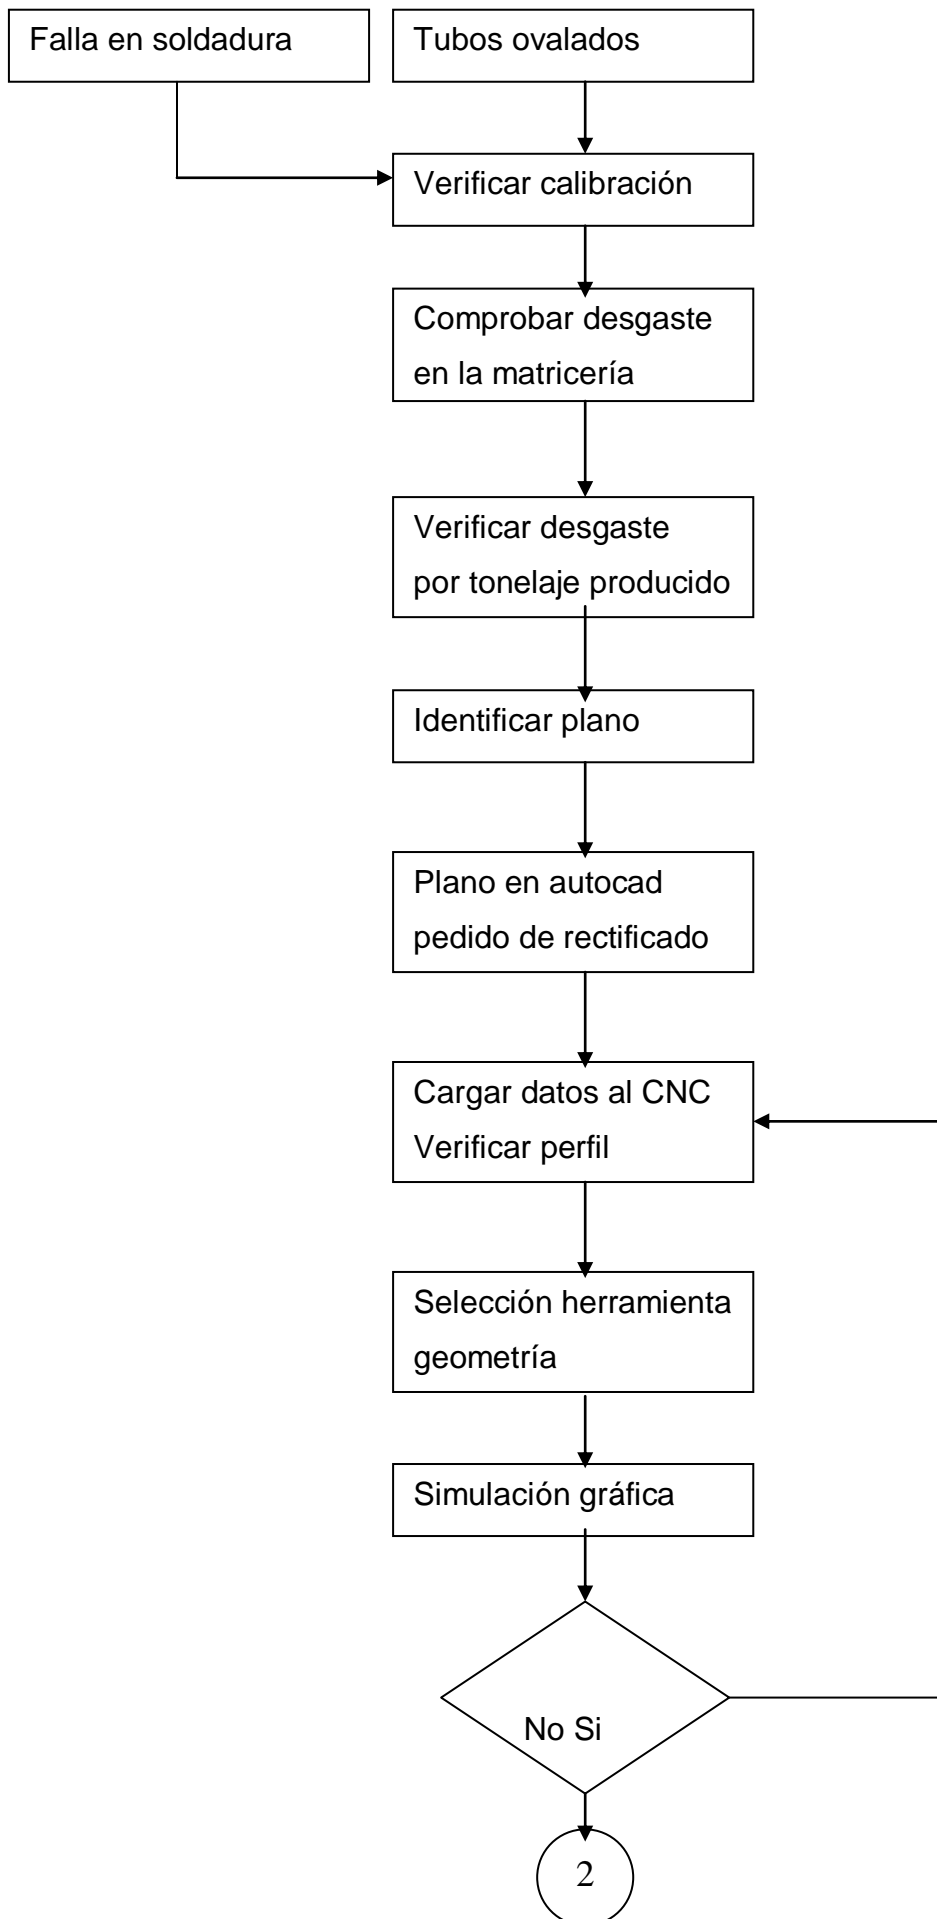 Falla en soldadura
Tubos ovalados
Verificar calibración
Comprobar desgaste
en la matricería
Verificar desgaste
por tonelaje producido
Identificar plano
Plano en autocad
pedido de rectificado
Cargar datos al CNC
Verificar perfil
Selección herramienta
geometría
Simulación gráfica
No Si
2